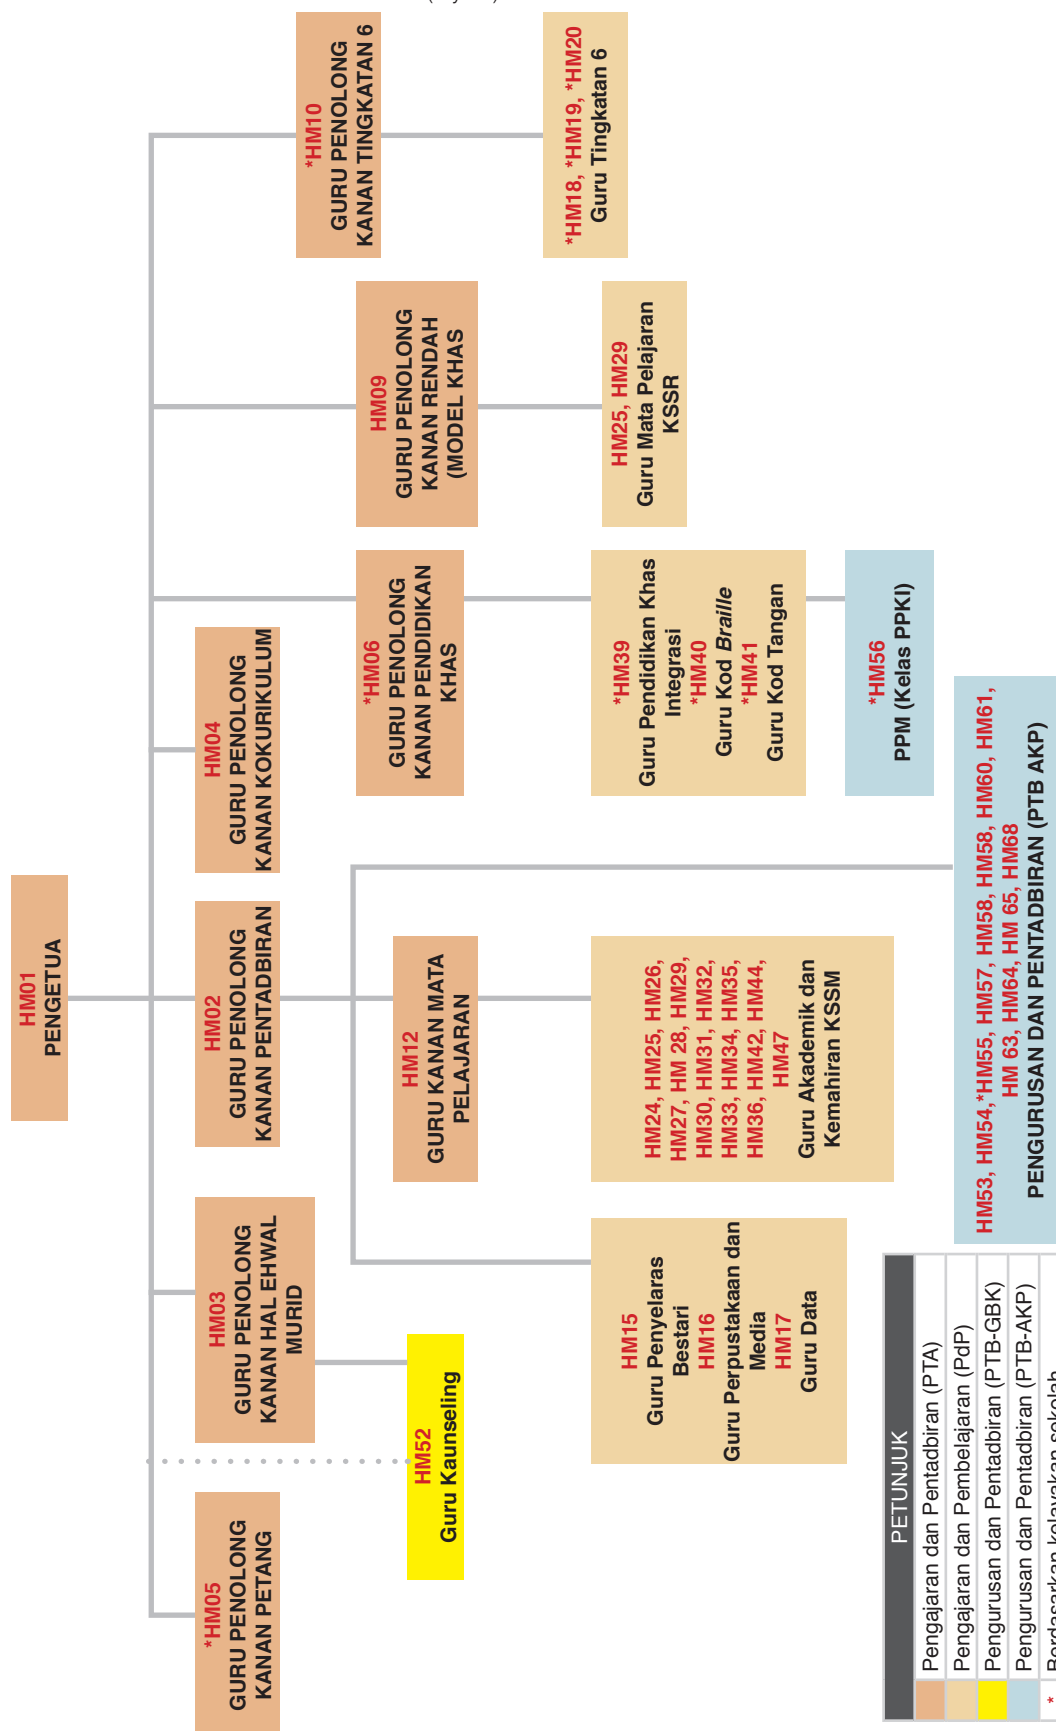 HM01
PENGETUA
*HM05
GURU PENOLONG
KANAN PETANG
HM03
GURU PENOLONG
KANAN HAL EHWAL
MURID
HM02
GURU PENOLONG
KANAN PENTADBIRAN
HM04
GURU PENOLONG
KANAN KOKURIKULUM
*HM06
GURU PENOLONG
KANAN PENDIDIKAN
KHAS
HM09
GURU PENOLONG
KANAN RENDAH
(MODEL KHAS
*HM10
GURU PENOLONG
KANAN TINGKATAN 6
HM52
Guru Kaunseling
HM12
GURU KANAN MATA
PELAJARAN
HM15
Guru Penyelaras
Bestari
HM16
Guru Perpustakaan dan
Media
HM17
Guru Data
HM24, HM25, HM26,
HM27, HM 28, HM29,
HM30, HM31, HM32,
HM33, HM34, HM35,
HM36, HM42, HM44,
HM47
Guru Akademik dan
Kemahiran KSSM
*HM39
Guru Pendidikan Khas
Integrasi
*HM40
Guru Kod Braille
*HM41
Guru Kod Tangan
HM25, HM29
Guru Mata Pelajaran
KSSR
*HM18, *HM19, *HM20
Guru Tingkatan 6
*HM56
PPM (Kelas PPKI)
HM53, HM54,*HM55, HM57, HM58, HM58, HM60, HM61,
HM 63, HM64, HM 65, HM68
PENGURUSAN DAN PENTADBIRAN (PTB AKP)
PETUNJUK
Pengajaran dan Pentadbiran (PTA)
Pengajaran dan Pembelajaran (PdP)
Pengurusan dan Pentadbiran (PTB-GBK)
Pengurusan dan Pentadbiran (PTB-AKP)
* Berdasarkan kelayakan sekolah